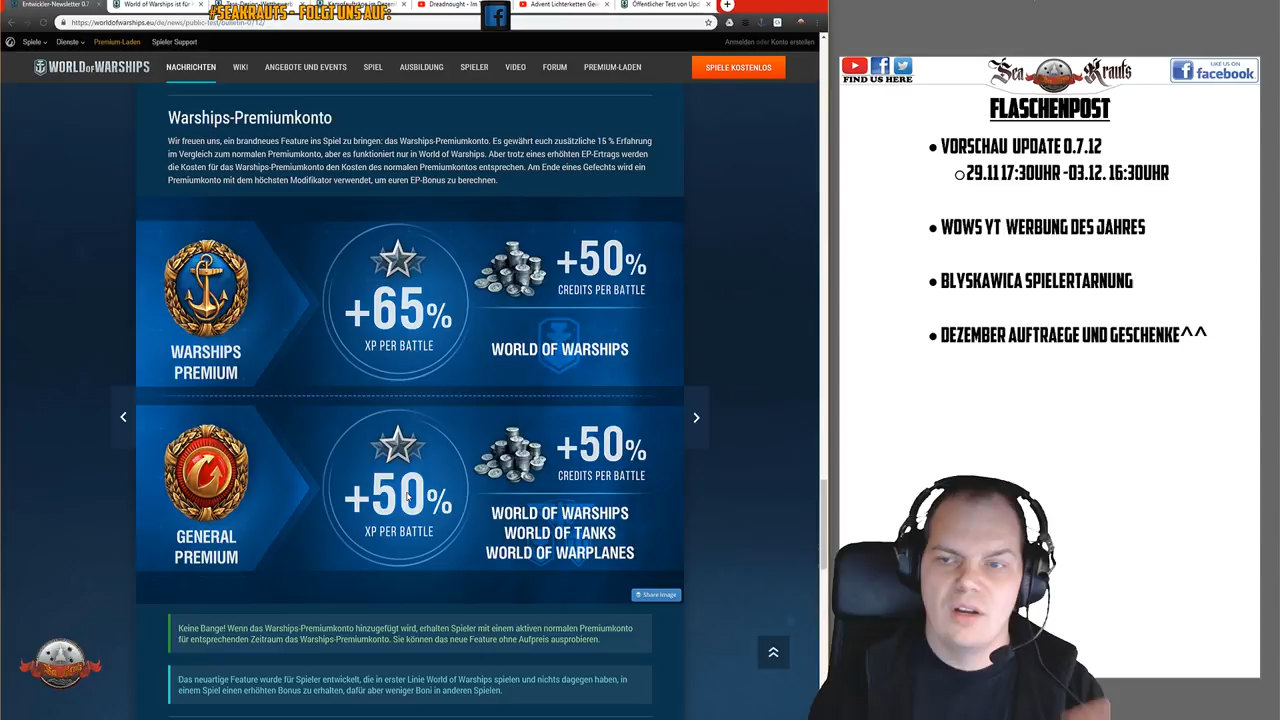 Entwickler-Newsletter 0.7
World of Warships ist für
Dreadnought - Im T
Advent Lichterketten Ge
Öffentlicher Test von Upd
#SEAKRAUTS - FOLGT UNS AUF:
https://worldofwarships.eu/de/news/public-test/bulletin-0712/
Spiele
Dienste
Premium-Laden
Spieler Support
Anmelden oder Konto erstellen
WORLD OF WARSHIPS
NACHRICHTEN
WIKI
ANGEBOTE UND EVENTS
SPIEL
AUSBILDUNG
SPIELER
VIDEO
FORUM
PREMIUM-LADEN
SPIELE KOSTENLOS
Warships-Premiumkonto
Wir freuen uns, ein brandneues Feature ins Spiel zu bringen: das Warships-Premiumkonto. Es gewährt euch zusätzliche 15 % Erfahrung
im Vergleich zum normalen Premiumkonto, aber es funktioniert nur in World of Warships. Aber trotz eines erhöhten EP-Ertrags werden
die Kosten für das Warships-Premiumkonto den Kosten des normalen Premiumkontos entsprechen. Am Ende eines Gefechts wird ein
Premiumkonto mit dem höchsten Modifikator verwendet, um euren EP-Bonus zu berechnen.
WARSHIPS
PREMIUM
+65%
XP PER BATTLE
+50%
CREDITS PER BATTLE
WORLD OF WARSHIPS
GENERAL
PREMIUM
+50%
XP PER BATTLE
+50%
CREDITS PER BATTLE
WORLD OF WARSHIPS
WORLD OF TANKS
WORLD OF WARPLANES
Share image
Keine Bange! Wenn das Warships-Premiumkonto hinzugefügt wird, erhalten Spieler mit einem aktiven normalen Premiumkonto
für entsprechenden Zeitraum das Warships-Premiumkonto. Sie können das neue Feature ohne Aufpreis ausprobieren.
Das neuartige Feature wurde für Spieler entwickelt, die in erster Linie World of Warships spielen und nichts dagegen haben, in
einem Spiel einen erhöhten Bonus zu erhalten, dafür aber weniger Boni in anderen Spielen.
FIND US HERE
Sea Krauts
LIKE US ON
facebook
FLASCHENPOST
• VORSCHAU UPDATE 0.7.12
○ 29.11 17:30UHR -03.12. 16:30UHR
• WOWS YT WERBUNG DES JAHRES
• BLYSKAWICA SPIELERTARNUNG
• DEZEMBER AUFTRAEGE UND GESCHENKE^^